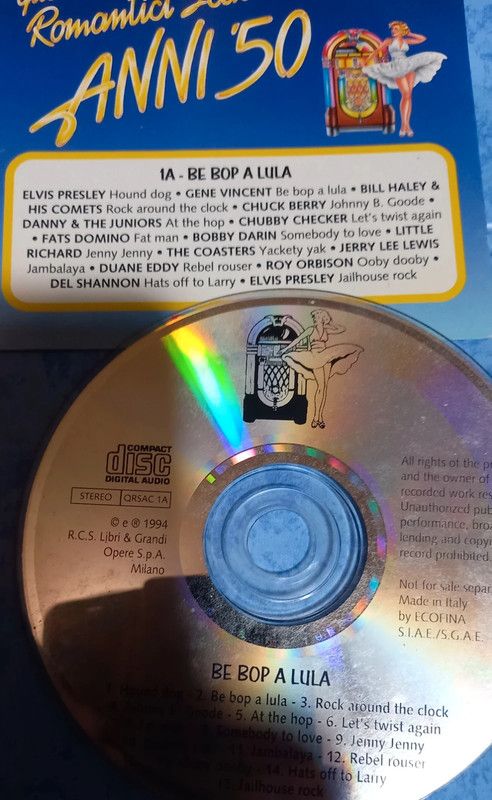 Romantici
ANNI '50
1A - BE BOP A LULA
ELVIS PRESLEY Hound dog • GENE VINCENT Be bop a lula • BILL HALEY &
HIS COMETS Rock around the clock • CHUCK BERRY Johnny B. Goode •
DANNY & THE JUNIORS At the hop • CHUBBY CHECKER Let's twist again
• FATS DOMINO Fat man • BOBBY DARIN Somebody to love • LITTLE
RICHARD Jenny Jenny • THE COASTERS Yackety yak • JERRY LEE LEWIS
Jambalaya • DUANE EDDY Rebel rouser • ROY ORBISON Ooby dooby •
DEL SHANNON Hats off to Larry • ELVIS PRESLEY Jailhouse rock
COMPACT
disc
DIGITAL AUDIO
STEREO QRSAC 1A
© e ℗ 1994
R.C.S. Libri & Grandi
Opere S.p.A.
Milano
All rights of the
and the owner of
recorded work
Unauthorized
performance,
lending and
record prohibited
Not for sale
Made in Italy
by ECOFINA
S.I.A.E./S.G.A.E.
BE BOP A LULA
Hound dog - 2. Be bop a lula - 3. Rock around the clock
Goode - 5. At the hop - 6. Let's twist again
Somebody to love - 9. Jenny Jenny
11. Jambalaya - 12. Rebel rouser
dooby - 14. Hats off to Larry
15. Jailhouse rock